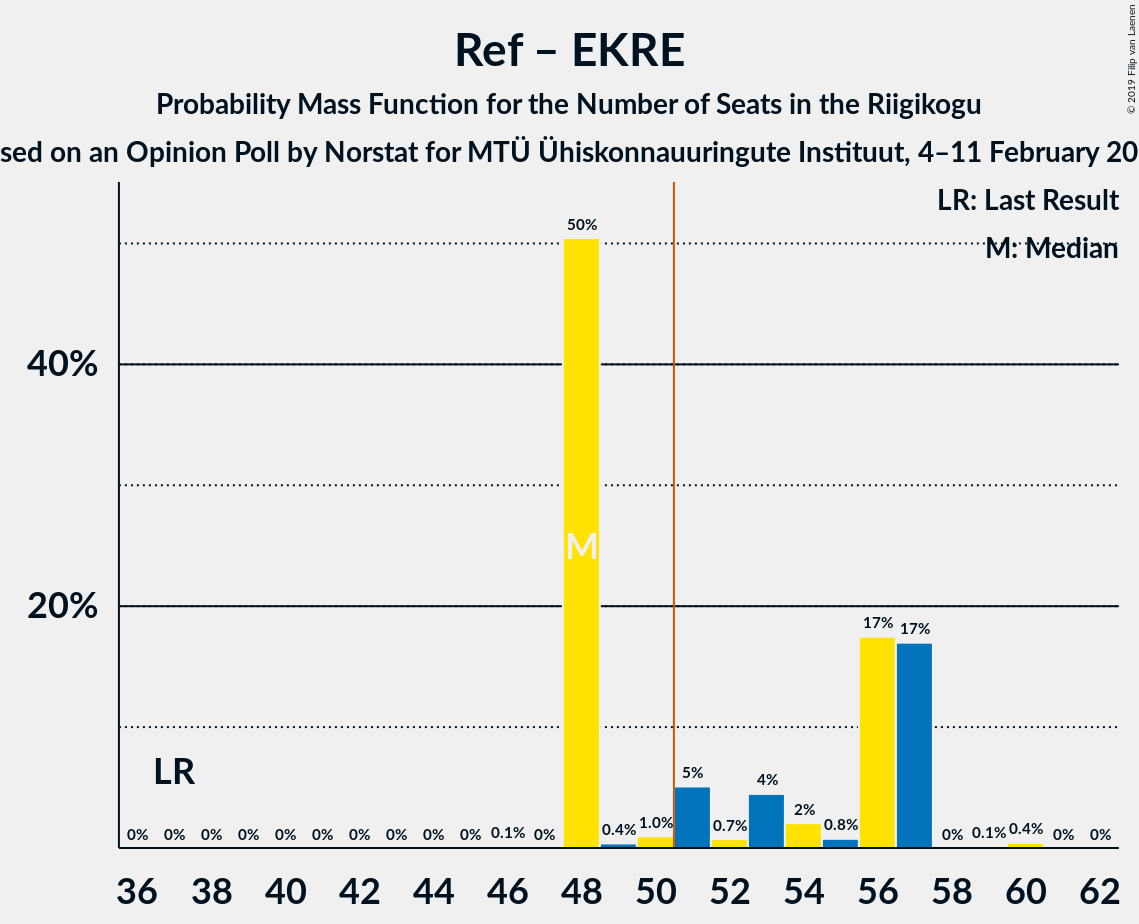 Ref – EKRE
Probability Mass Function for the Number of Seats in the Riigikogu
sed on an Opinion Poll by Norstat for MTÜ Ühiskonnauuringute Instituut, 4–11 February 20
© 2019 Filip van Laenen
LR: Last Result
M: Median
50%
40%
M
20%
17% 17%
LR
5% 4% 2%
0% 0% 0% 0% 0% 0% 0% 0% 0% 0% 0.1% 0% 0.4% 1.0% 0.7% 0.8% 0% 0.1% 0.4% 0% 0%
36 38 40 42 44 46 48 50 52 54 56 58 60 62